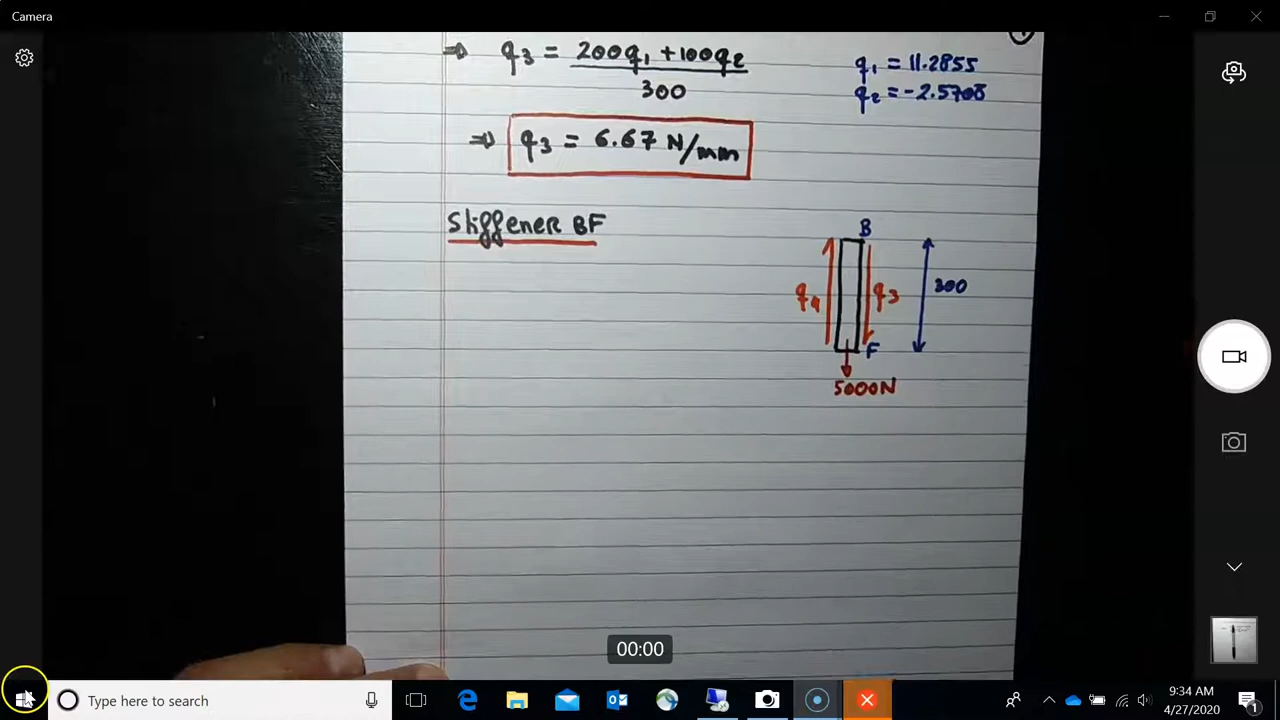 Camera
⇒ q3 = 200q1 + 100q2
300
q1 = 11.2855
q2 = -2.5708
⇒ q3 = 6.67 N/mm
Stiffener BF
B
q4
q3
300
F
5000N
00:00
Type here to search
9:34 AM
4/27/2020
1